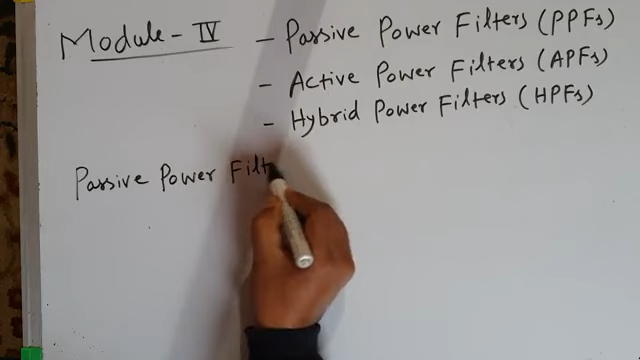 Module - IV - Passive Power Filters (PPFs)
- Active Power Filters (APFs)
- Hybrid Power Filters (HPFs)
Passive Power Filt